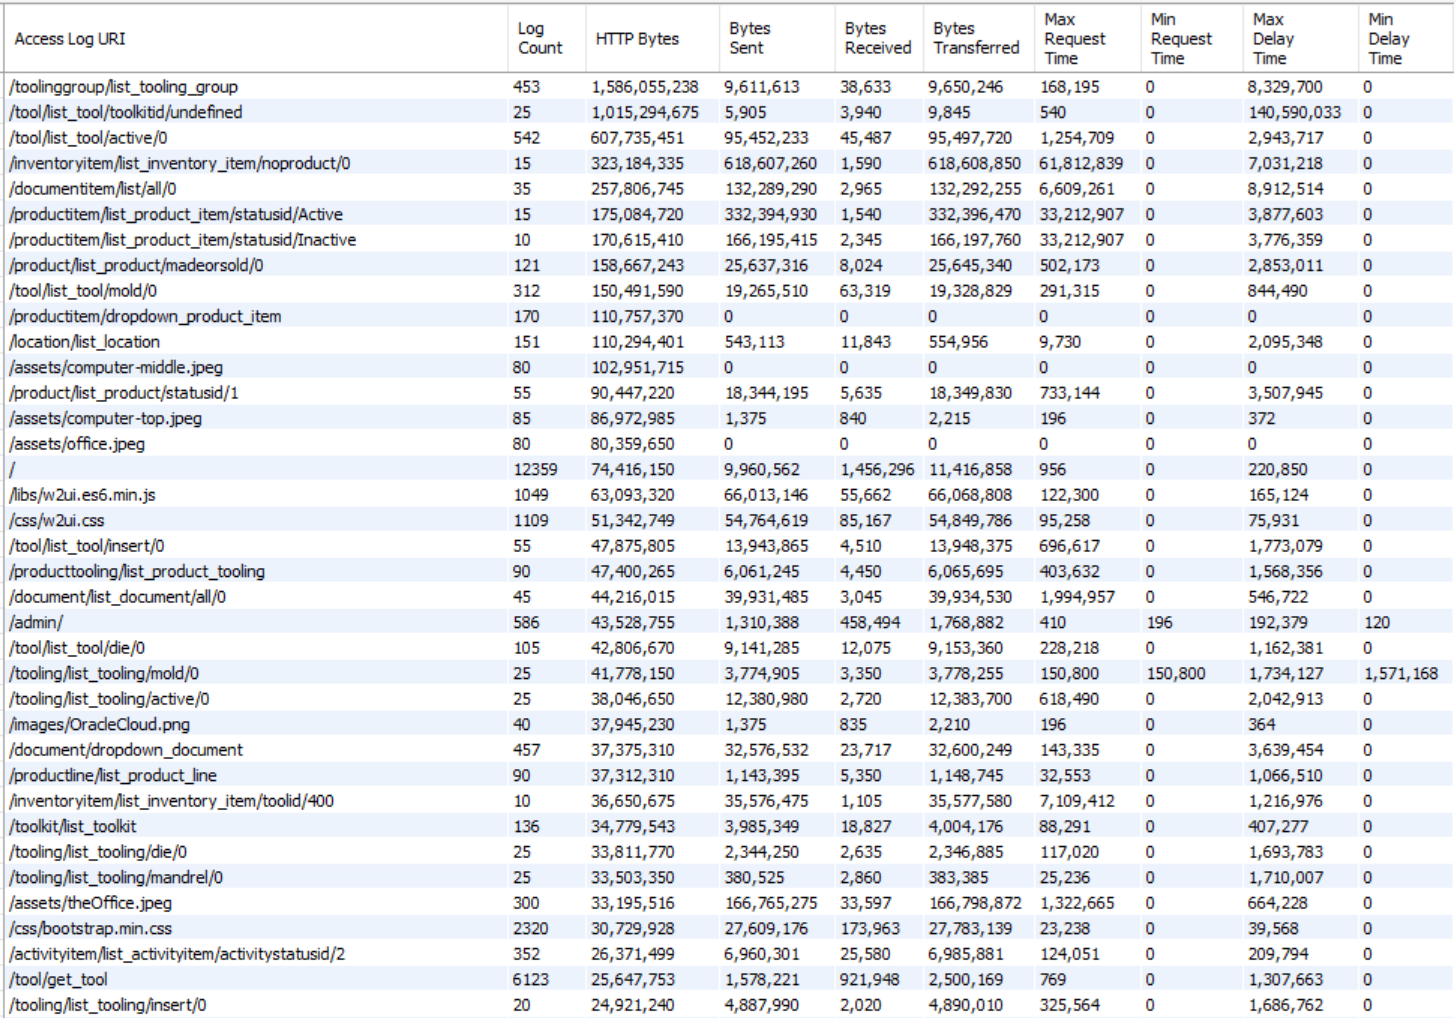 Access Log URI	Log Count	HTTP Bytes	Bytes Sent	Bytes Received	Bytes Transferred	Max Request Time	Min Request Time	Max Delay Time	Min Delay Time
/toolinggroup/list_tooling_group	453	1,586,055,238	9,611,613	38,633	9,650,246	168,195	0	8,329,700	0
/tool/list_tool/toolkitid/undefined	25	1,015,294,675	5,905	3,940	9,845	540	0	140,590,033	0
/tool/list_tool/active/0	542	607,735,451	95,452,233	45,487	95,497,720	1,254,709	0	2,943,717	0
/inventoryitem/list_inventory_item/noproduct/0	15	323,184,335	618,607,260	1,590	618,608,850	61,812,839	0	7,031,218	0
/documentitem/list/all/0	35	257,806,745	132,289,290	2,965	132,292,255	6,609,261	0	8,912,514	0
/productitem/list_product_item/statusid/Active	15	175,084,720	332,394,930	1,540	332,396,470	33,212,907	0	3,877,603	0
/productitem/list_product_item/statusid/Inactive	10	170,615,410	166,195,415	2,345	166,197,760	33,212,907	0	3,776,359	0
/product/list_product/madeorsold/0	121	158,667,243	25,637,316	8,024	25,645,340	502,173	0	2,853,011	0
/tool/list_tool/mold/0	312	150,491,590	19,265,510	63,319	19,328,829	291,315	0	844,490	0
/productitem/dropdown_product_item	170	110,757,370	0	0	0	0	0	0	0
/location/list_location	151	110,294,401	543,113	11,843	554,956	9,730	0	2,095,348	0
/assets/computer-middle.jpeg	80	102,951,715	0	0	0	0	0	0	0
/product/list_product/statusid/1	55	90,447,220	18,344,195	5,635	18,349,830	733,144	0	3,507,945	0
/assets/computer-top.jpeg	85	86,972,985	1,375	840	2,215	196	0	372	0
/assets/office.jpeg	80	80,359,650	0	0	0	0	0	0	0
/	12359	74,416,150	9,960,562	1,456,296	11,416,858	956	0	220,850	0
/libs/w2ui.es6.min.js	1049	63,093,320	66,013,146	55,662	66,068,808	122,300	0	165,124	0
/css/w2ui.css	1109	51,342,749	54,764,619	85,167	54,849,786	95,258	0	75,931	0
/tool/list_tool/insert/0	55	47,875,805	13,943,865	4,510	13,948,375	696,617	0	1,773,079	0
/producttooling/list_product_tooling	90	47,400,265	6,061,245	4,450	6,065,695	403,632	0	1,568,356	0
/document/list_document/all/0	45	44,216,015	39,931,485	3,045	39,934,530	1,994,957	0	546,722	0
/admin/	586	43,528,755	1,310,388	458,494	1,768,882	410	196	192,379	120
/tool/list_tool/die/0	105	42,806,670	9,141,285	12,075	9,153,360	228,218	0	1,162,381	0
/tooling/list_tooling/mold/0	25	41,778,150	3,774,905	3,350	3,778,255	150,800	150,800	1,734,127	1,571,168
/tooling/list_tooling/active/0	25	38,046,650	12,380,980	2,720	12,383,700	618,490	0	2,042,913	0
/images/OracleCloud.png	40	37,945,230	1,375	835	2,210	196	0	364	0
/document/dropdown_document	457	37,375,310	32,576,532	23,717	32,600,249	143,335	0	3,639,454	0
/productline/list_product_line	90	37,312,310	1,143,395	5,350	1,148,745	32,553	0	1,066,510	0
/inventoryitem/list_inventory_item/toolid/400	10	36,650,675	35,576,475	1,105	35,577,580	7,109,412	0	1,216,976	0
/toolkit/list_toolkit	136	34,779,543	3,985,349	18,827	4,004,176	88,291	0	407,277	0
/tooling/list_tooling/die/0	25	33,811,770	2,344,250	2,635	2,346,885	117,020	0	1,693,783	0
/tooling/list_tooling/mandrel/0	25	33,503,350	380,525	2,860	383,385	25,236	0	1,710,007	0
/assets/theOffice.jpeg	300	33,195,516	166,765,275	33,597	166,798,872	1,322,665	0	664,228	0
/css/bootstrap.min.css	2320	30,729,928	27,609,176	173,963	27,783,139	23,238	0	39,568	0
/activityitem/list_activityitem/activitystatusid/2	352	26,371,499	6,960,301	25,580	6,985,881	124,051	0	209,794	0
/tool/get_tool	6123	25,647,753	1,578,221	921,948	2,500,169	769	0	1,307,663	0
/tooling/list_tooling/insert/0	20	24,921,240	4,887,990	2,020	4,890,010	325,564	0	1,686,762	0